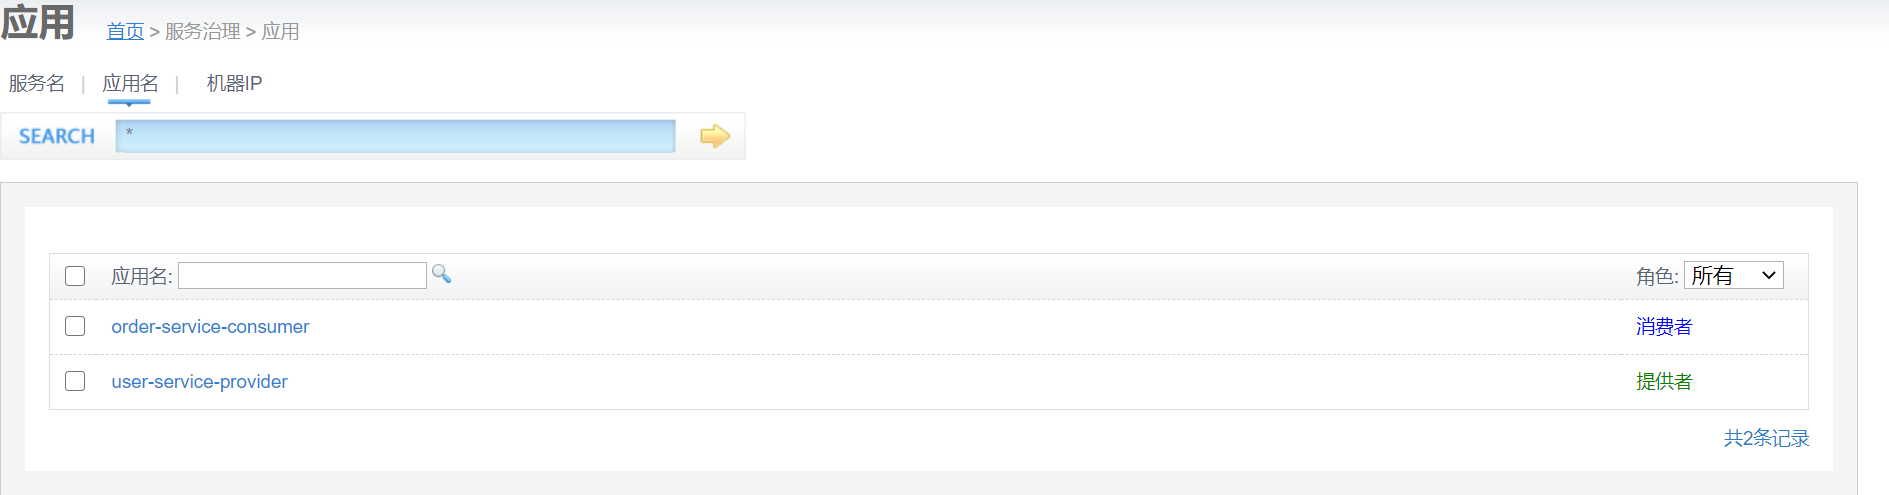 应用 首页 > 服务治理 > 应用
服务名 | 应用名 | 机器IP
SEARCH *
应用名: 角色: 所有
order-service-consumer 消费者
user-service-provider 提供者
共2条记录